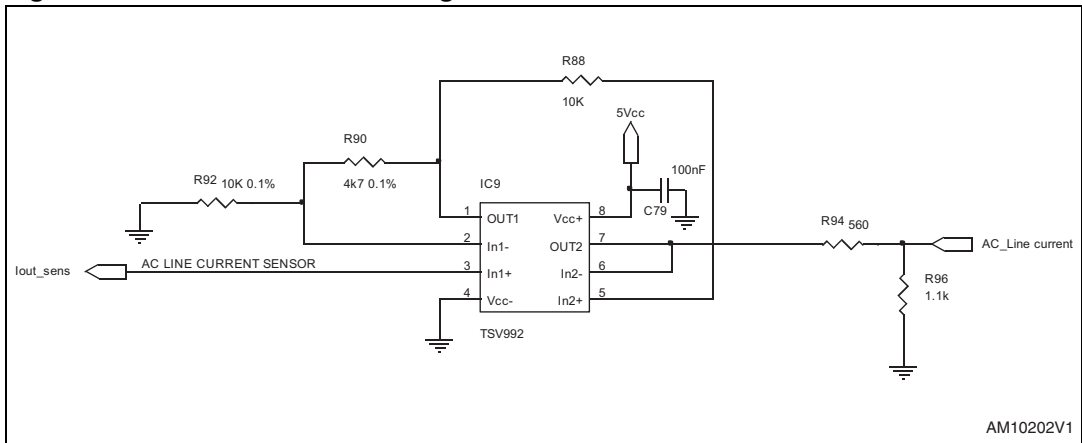 R88
10K
5Vcc
R90
100nF
R92 10K 0.1%
4k7 0.1%
IC9
C79
1 OUT1 Vcc+ 8
2 In1- OUT2 7
3 In1+ In2- 6
4 Vcc- In2+ 5
R94 560
AC_Line current
Iout_sens
AC LINE CURRENT SENSOR
R96
1.1k
TSV992
AM10202V1